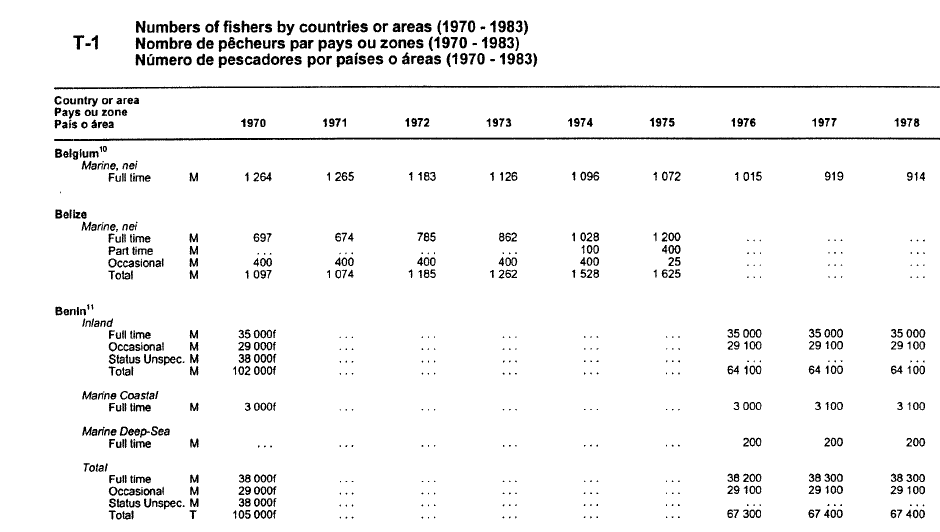 T-1
Numbers of fishers by countries or areas (1970 - 1983)
Nombre de pêcheurs par pays ou zones (1970 - 1983)
Número de pescadores por países o áreas (1970 - 1983)
Country or area
Pays ou zone
País o área 1970 1971 1972 1973 1974 1975 1976 1977 1978
Belgium10
Marine, nei
Full time M 1 264 1 265 1 183 1 126 1 096 1 072 1 015 919 914
Belize
Marine, nei
Full time M 697 674 785 862 1 028 1 200 ... ... ...
Part time M ... ... ... ... 100 400 ... ... ...
Occasional M 400 400 400 400 400 25 ... ... ...
Total M 1 097 1 074 1 185 1 262 1 528 1 625 ... ... ...
Benin11
Inland
Full time M 35 000f ... ... ... ... ... 35 000 35 000 35 000
Occasional M 29 000f ... ... ... ... ... 29 100 29 100 29 100
Status Unspec. M 38 000f ... ... ... ... ... ... ... ...
Total M 102 000f ... ... ... ... ... 64 100 64 100 64 100
Marine Coastal
Full time M 3 000f ... ... ... ... ... 3 000 3 100 3 100
Marine Deep-Sea
Full time M ... ... ... ... ... ... 200 200 200
Total
Full time M 38 000f ... ... ... ... ... 38 200 38 300 38 300
Occasional M 29 000f ... ... ... ... ... 29 100 29 100 29 100
Status Unspec. M 38 000f ... ... ... ... ... ... ... ...
Total T 105 000f ... ... ... ... ... 67 300 67 400 67 400